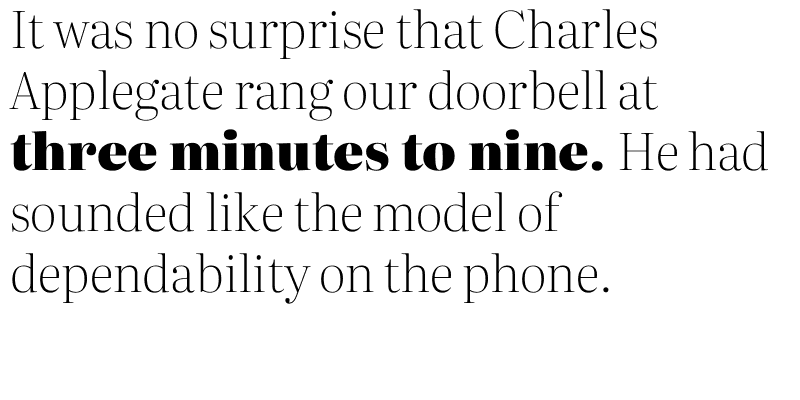 It was no surprise that Charles
Applegate rang our doorbell at
three minutes to nine. He had
sounded like the model of
dependability on the phone.